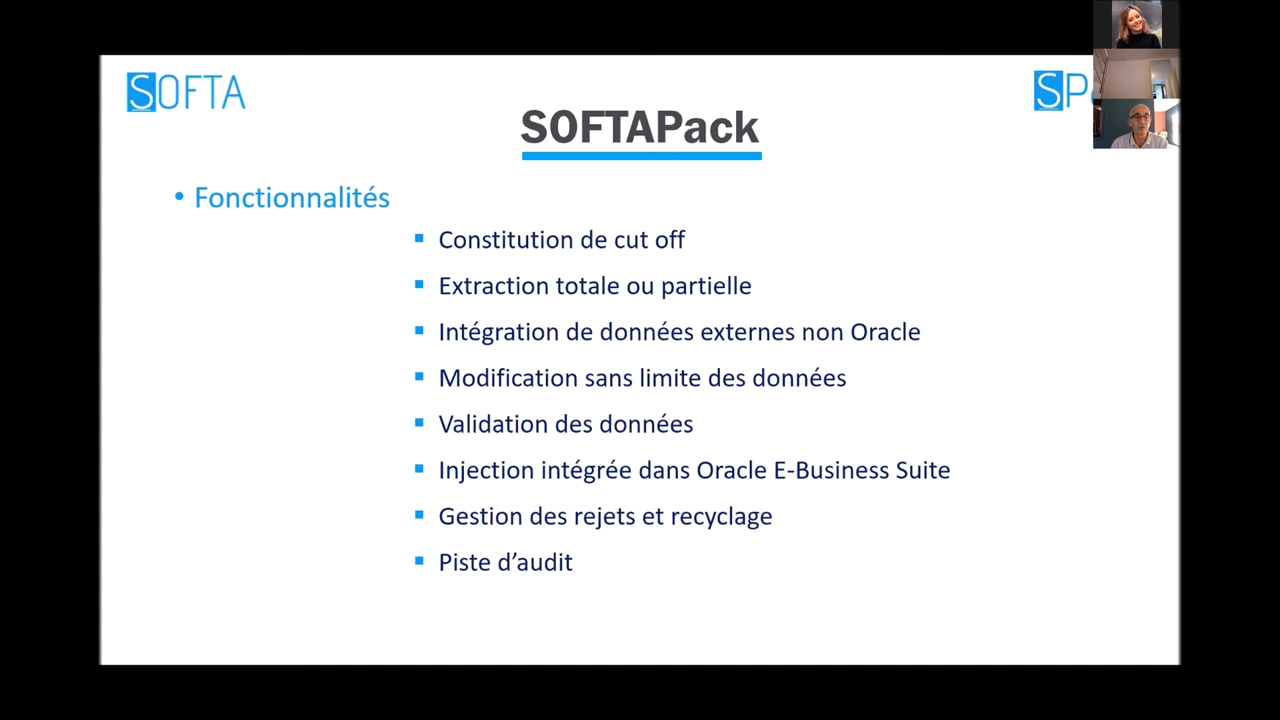 SOFTA
SP
SOFTAPack
• Fonctionnalités
▪ Constitution de cut off
▪ Extraction totale ou partielle
▪ Intégration de données externes non Oracle
▪ Modification sans limite des données
▪ Validation des données
▪ Injection intégrée dans Oracle E-Business Suite
▪ Gestion des rejets et recyclage
▪ Piste d’audit